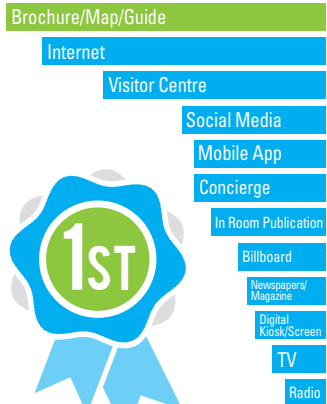 Brochure/Map/Guide
Internet
Visitor Centre
Social Media
Mobile App
Concierge
In Room Publication
Billboard
Newspapers/
Magazine
Digital
Kiosk/Screen
TV
Radio
1ST